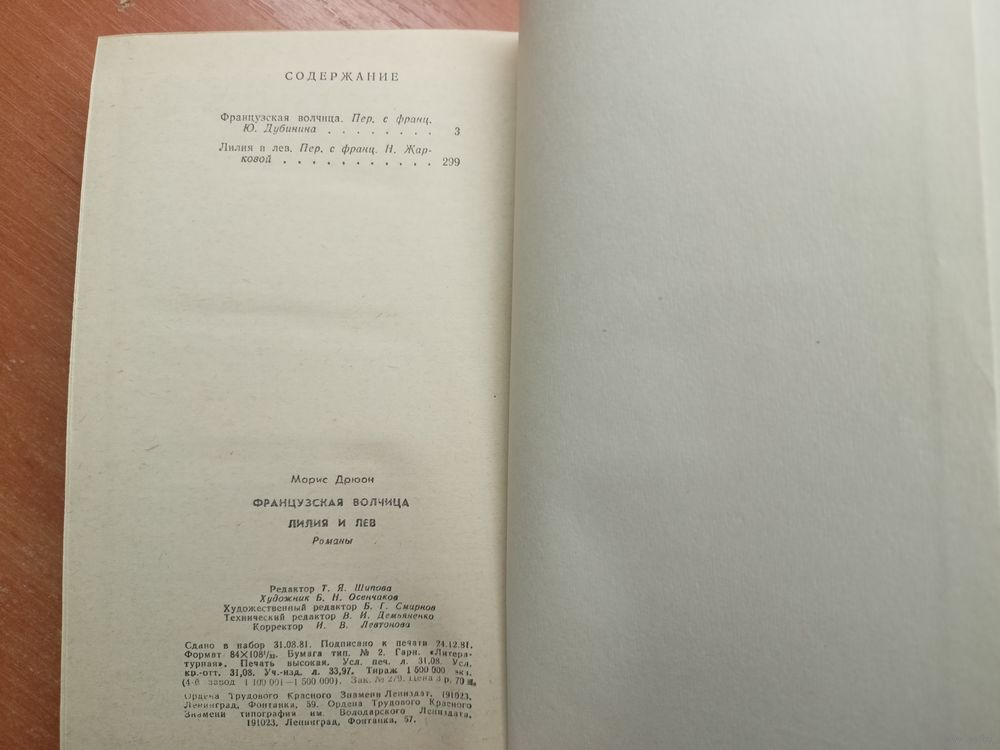 СОДЕРЖАНИЕ
Французская волчица. Пер. с франц.
Ю. Дубинина . . . . . . . . 3
Лилия и лев. Пер. с франц. Н. Жар-
ковой . . . . . . . . . . . 299
Морис Дрюон
ФРАНЦУЗСКАЯ ВОЛЧИЦА
ЛИЛИЯ И ЛЕВ
Романы
Редактор Т. Я. Шипова
Художник Б. Н. Осенчаков
Художественный редактор Б. Г. Смирнов
Технический редактор В. И. Демьяненко
Корректор И. В. Левтонова
Сдано в набор 31.08.81. Подписано к печати 24.12.81.
Формат 84×108¹/₃₂. Бумага тип. № 2. Гарн. «Литера-
турная». Печать высокая. Усл. печ. л. 31,08. Усл.
кр.-отт. 31,08. Уч.-изд. л. 33,97. Тираж 1 500 000 экз.
(4-й завод 1 100 001—1 500 000). Зак. № 279. Цена 3 р. 70 к.
Ордена Трудового Красного Знамени Лениздат, 191023,
Ленинград, Фонтанка, 59. Ордена Трудового Красного
Знамени типография им. Володарского Лениздата,
191023, Ленинград, Фонтанка, 57.